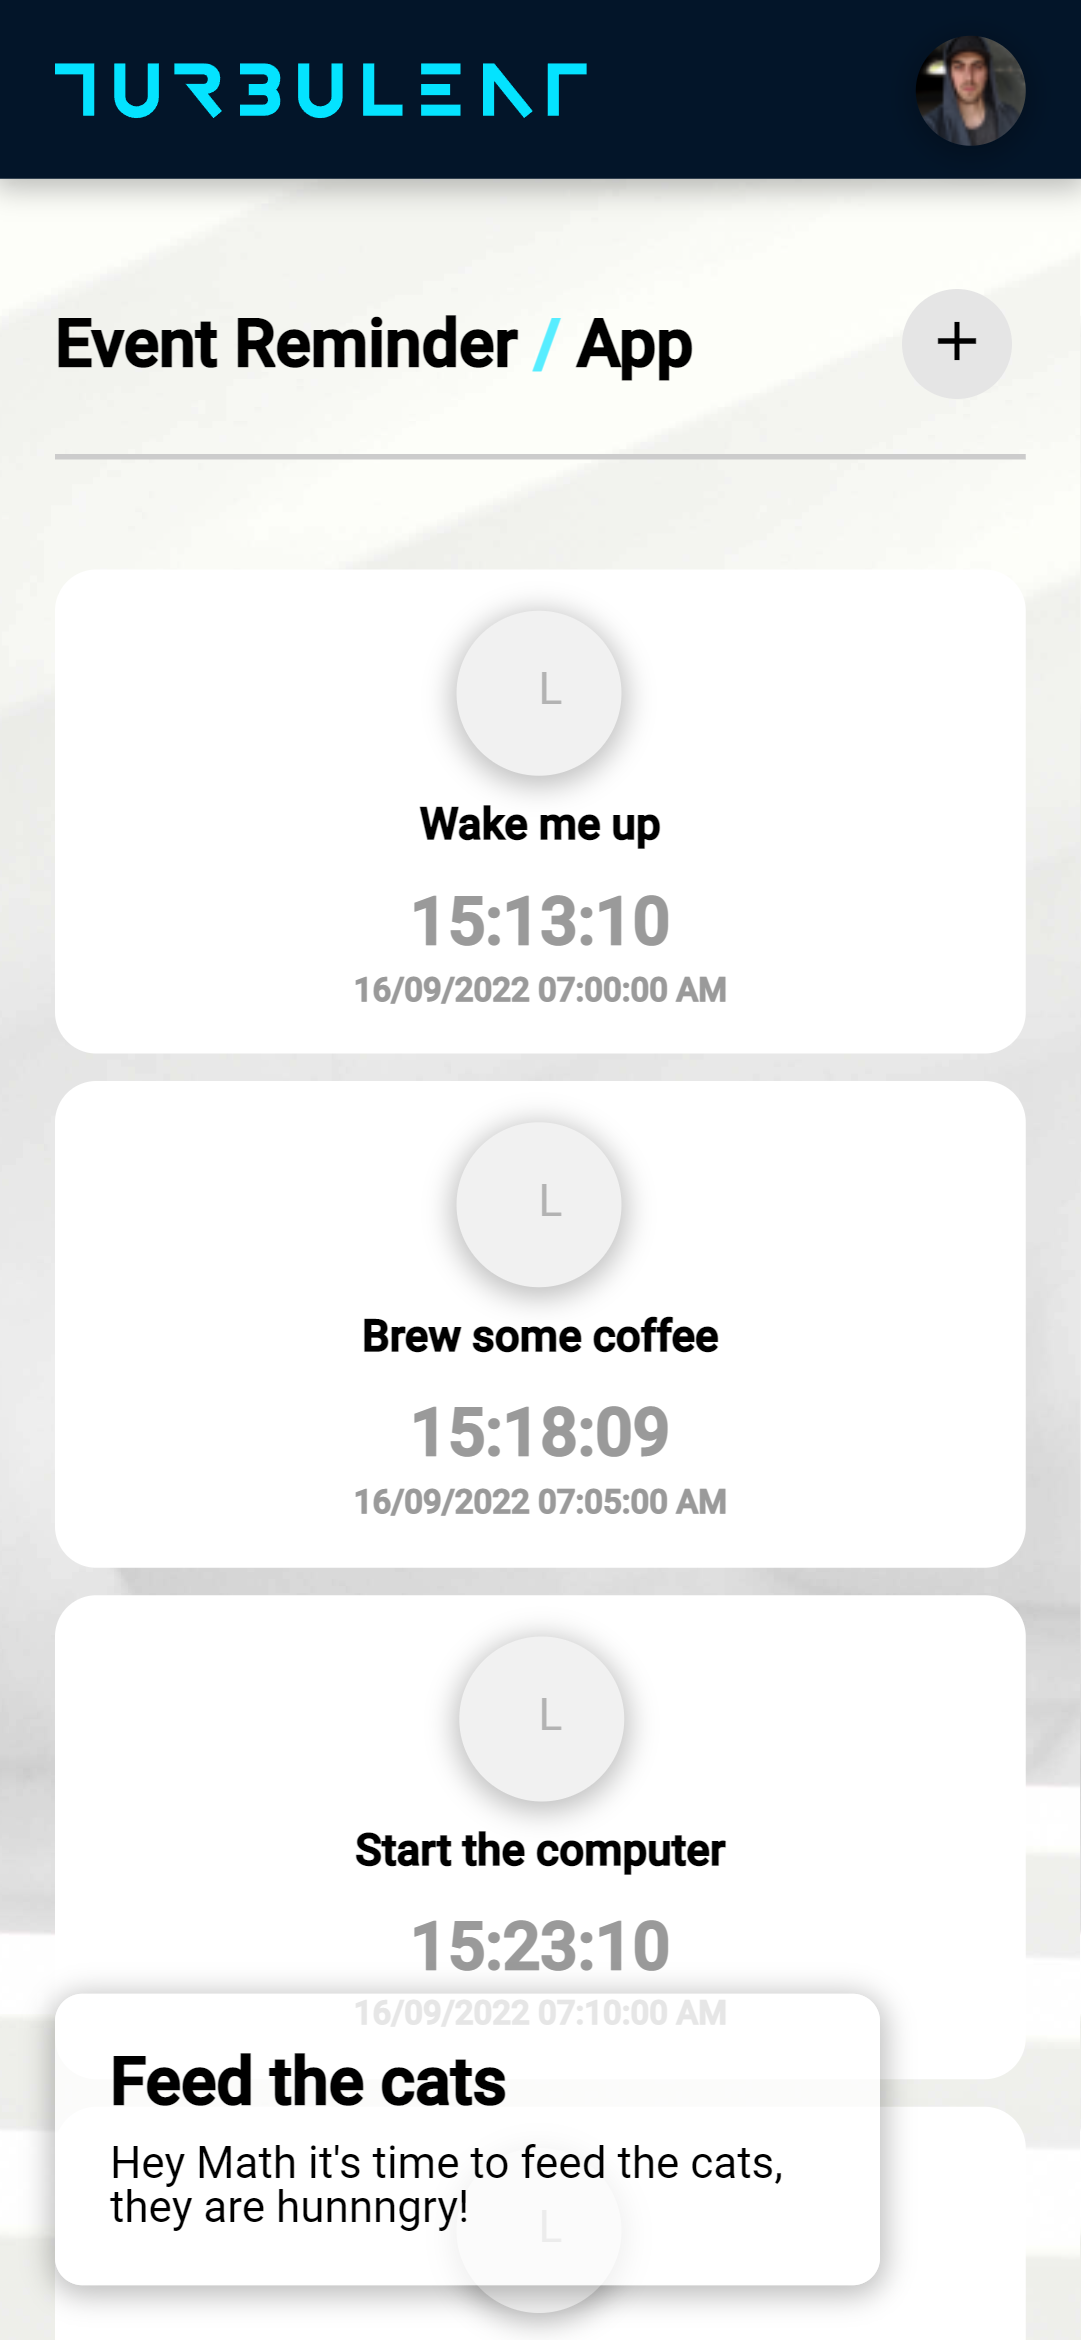 TURBULENT
Event Reminder / App
+
L
Wake me up
15:13:10
16/09/2022 07:00:00 AM
L
Brew some coffee
15:18:09
16/09/2022 07:05:00 AM
L
Start the computer
15:23:10
16/09/2022 07:10:00 AM
Feed the cats
Hey Math it's time to feed the cats,
they are hunnngry!
L